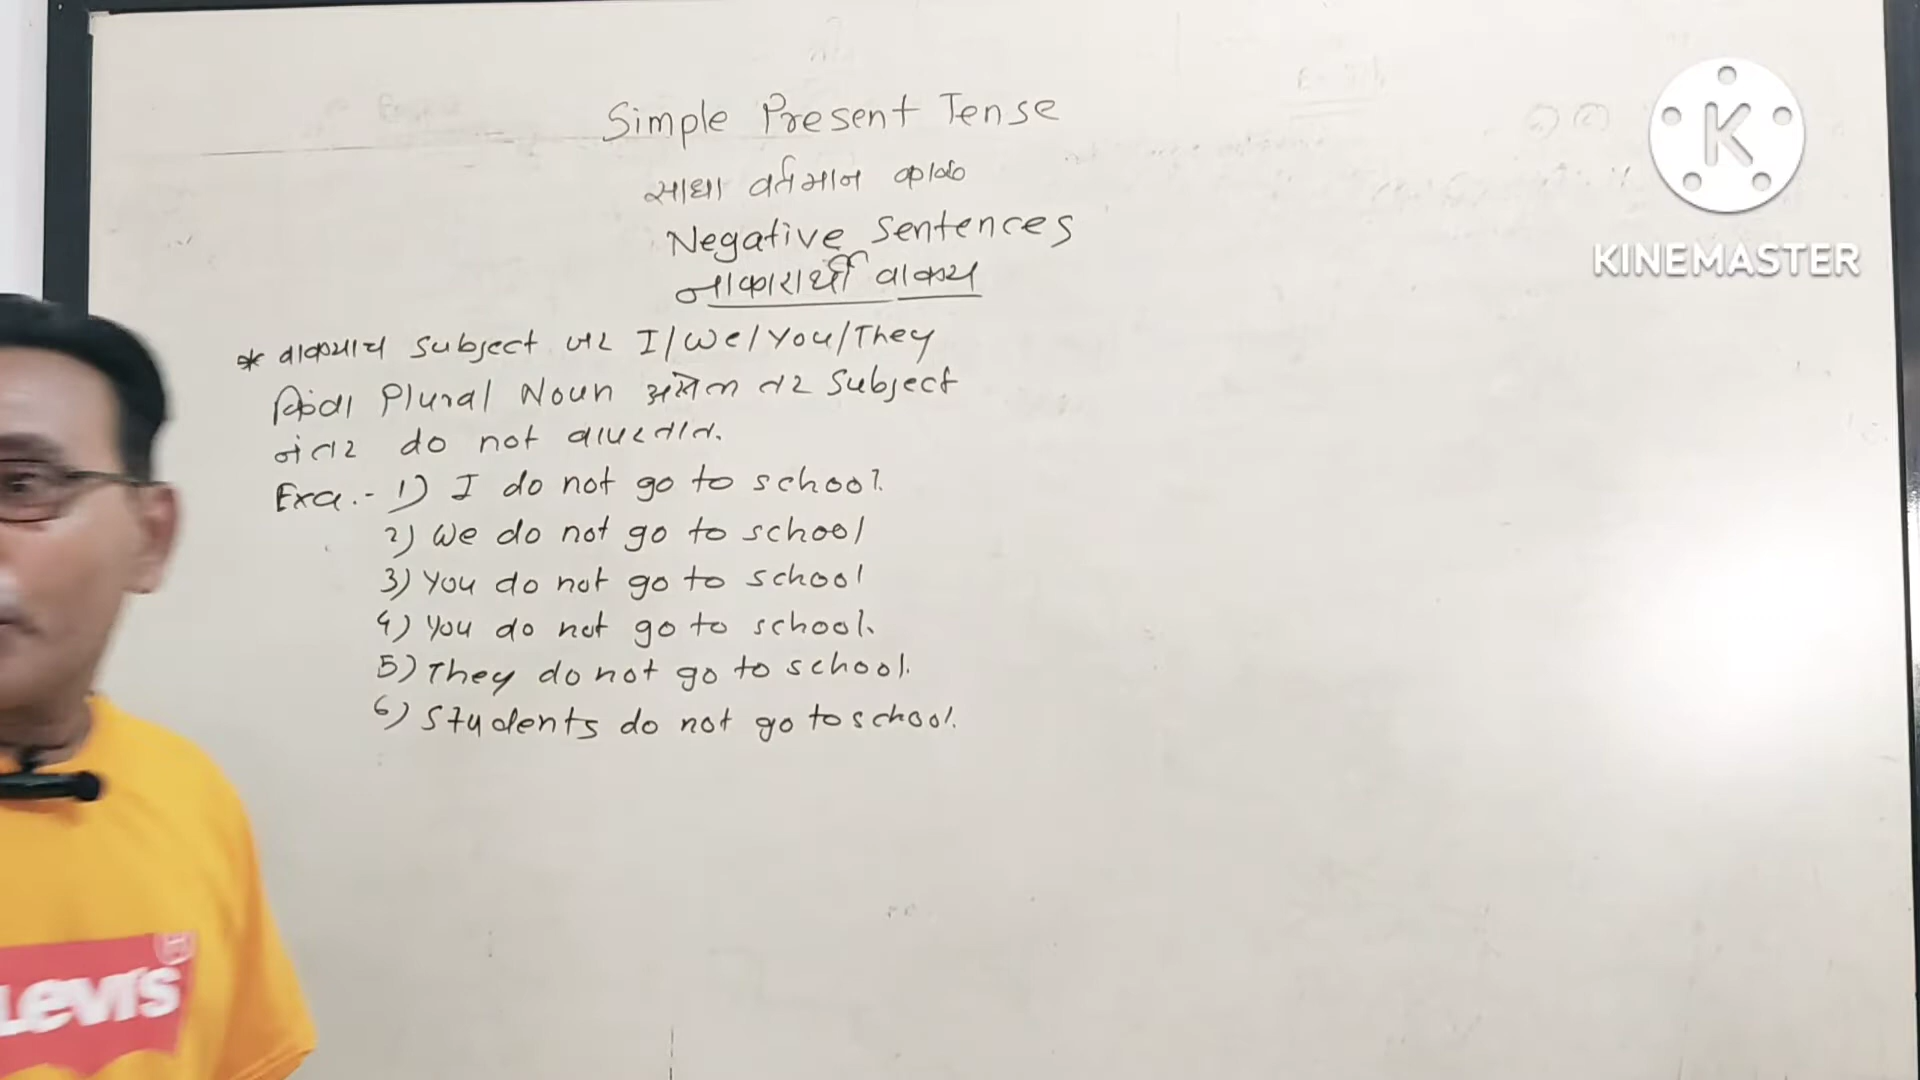 Simple Present Tense
साधा वर्तमान काळ
Negative Sentences
नाकारार्थी वाक्य
* वाक्याचा Subject जर I/We/You/They
किंवा Plural Noun असेल तर Subject
नंतर do not वापरतात.
Exa.- 1) I do not go to school.
2) We do not go to school
3) You do not go to school
4) You do not go to school.
5) They do not go to school.
6) Students do not go to school.
K
KINEMASTER
Levi's